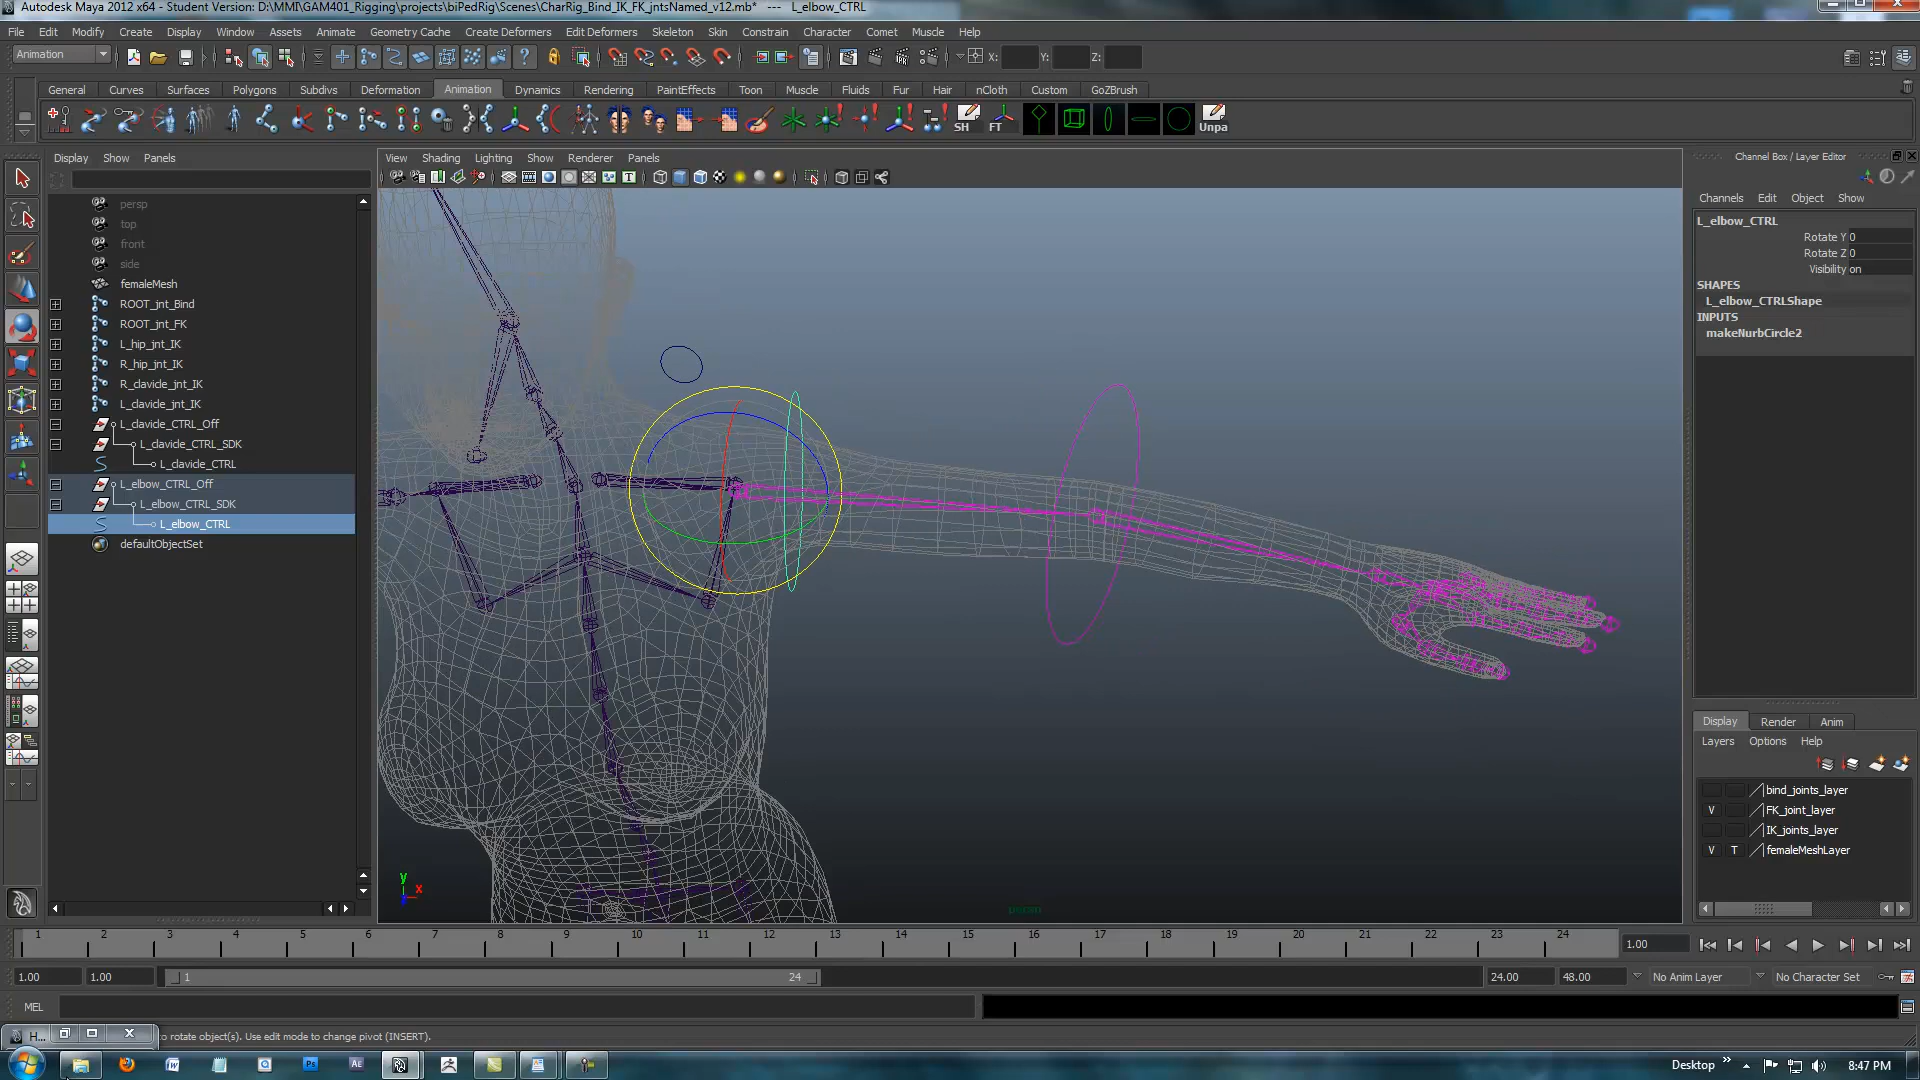 Autodesk Maya 2012 x64 - Student Version: D:\MMI\GAM401_Rigging\projects\biPedRig\Scenes\CharRig_Bind_IK_FK_jntsNamed_v12.mb* --- L_elbow_CTRL
File Edit Modify Create Display Window Assets Animate Geometry Cache Create Deformers Edit Deformers Skeleton Skin Constrain Character Comet Muscle Help
Animation X: Y: Z:
General Curves Surfaces Polygons Subdivs Deformation Animation Dynamics Rendering PaintEffects Toon Muscle Fluids Fur Hair nCloth Custom GoZBrush
SH FT Unpa
Display Show Panels
View Shading Lighting Show Renderer Panels
Channel Box / Layer Editor
Channels Edit Object Show
persp
top
front
side
femaleMesh
ROOT_jnt_Bind
ROOT_jnt_FK
L_hip_jnt_IK
R_hip_jnt_IK
R_clavicle_jnt_IK
L_clavicle_jnt_IK
L_clavicle_CTRL_Off
L_clavicle_CTRL_SDK
L_clavicle_CTRL
L_elbow_CTRL_Off
L_elbow_CTRL_SDK
L_elbow_CTRL
defaultObjectSet
y
x
persp
L_elbow_CTRL
Rotate Y 0
Rotate Z 0
Visibility on
SHAPES
L_elbow_CTRLShape
INPUTS
makeNurbCircle2
Display Render Anim
Layers Options Help
bind_joints_layer
V FK_joint_layer
IK_joints_layer
V T femaleMeshLayer
1 2 3 4 5 6 7 8 9 10 11 12 13 14 15 16 17 18 19 20 21 22 23 24 1.00
1.00 1.00 1 24 24.00 48.00 No Anim Layer No Character Set
MEL
H... to rotate object(s). Use edit mode to change pivot (INSERT).
Desktop 8:47 PM